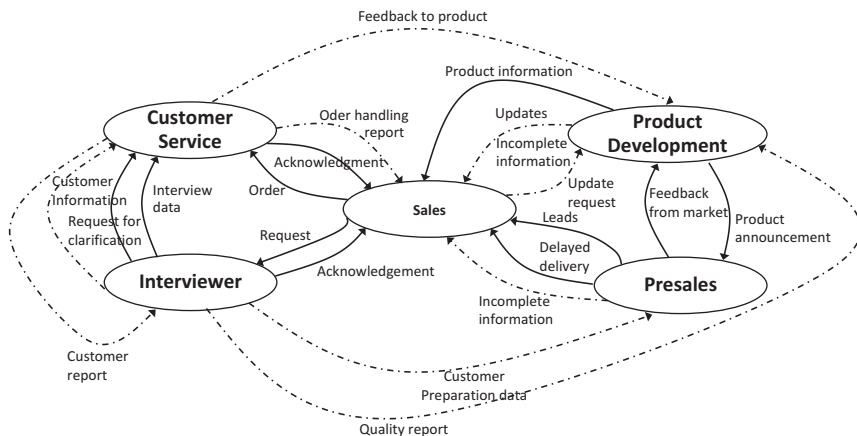 Feedback to product
Product information
Customer
Service
Oder handling
report
Updates
Product
Development
Incomplete
information
Acknowledgment
Customer
Information
Interview
data
Order
Update
request
Feedback
from market
Sales
Request for
clarification
Leads
Product
announcement
Request
Delayed
delivery
Interviewer
Acknowledgement
Presales
Incomplete
information
Customer
report
Customer
Preparation data
Quality report